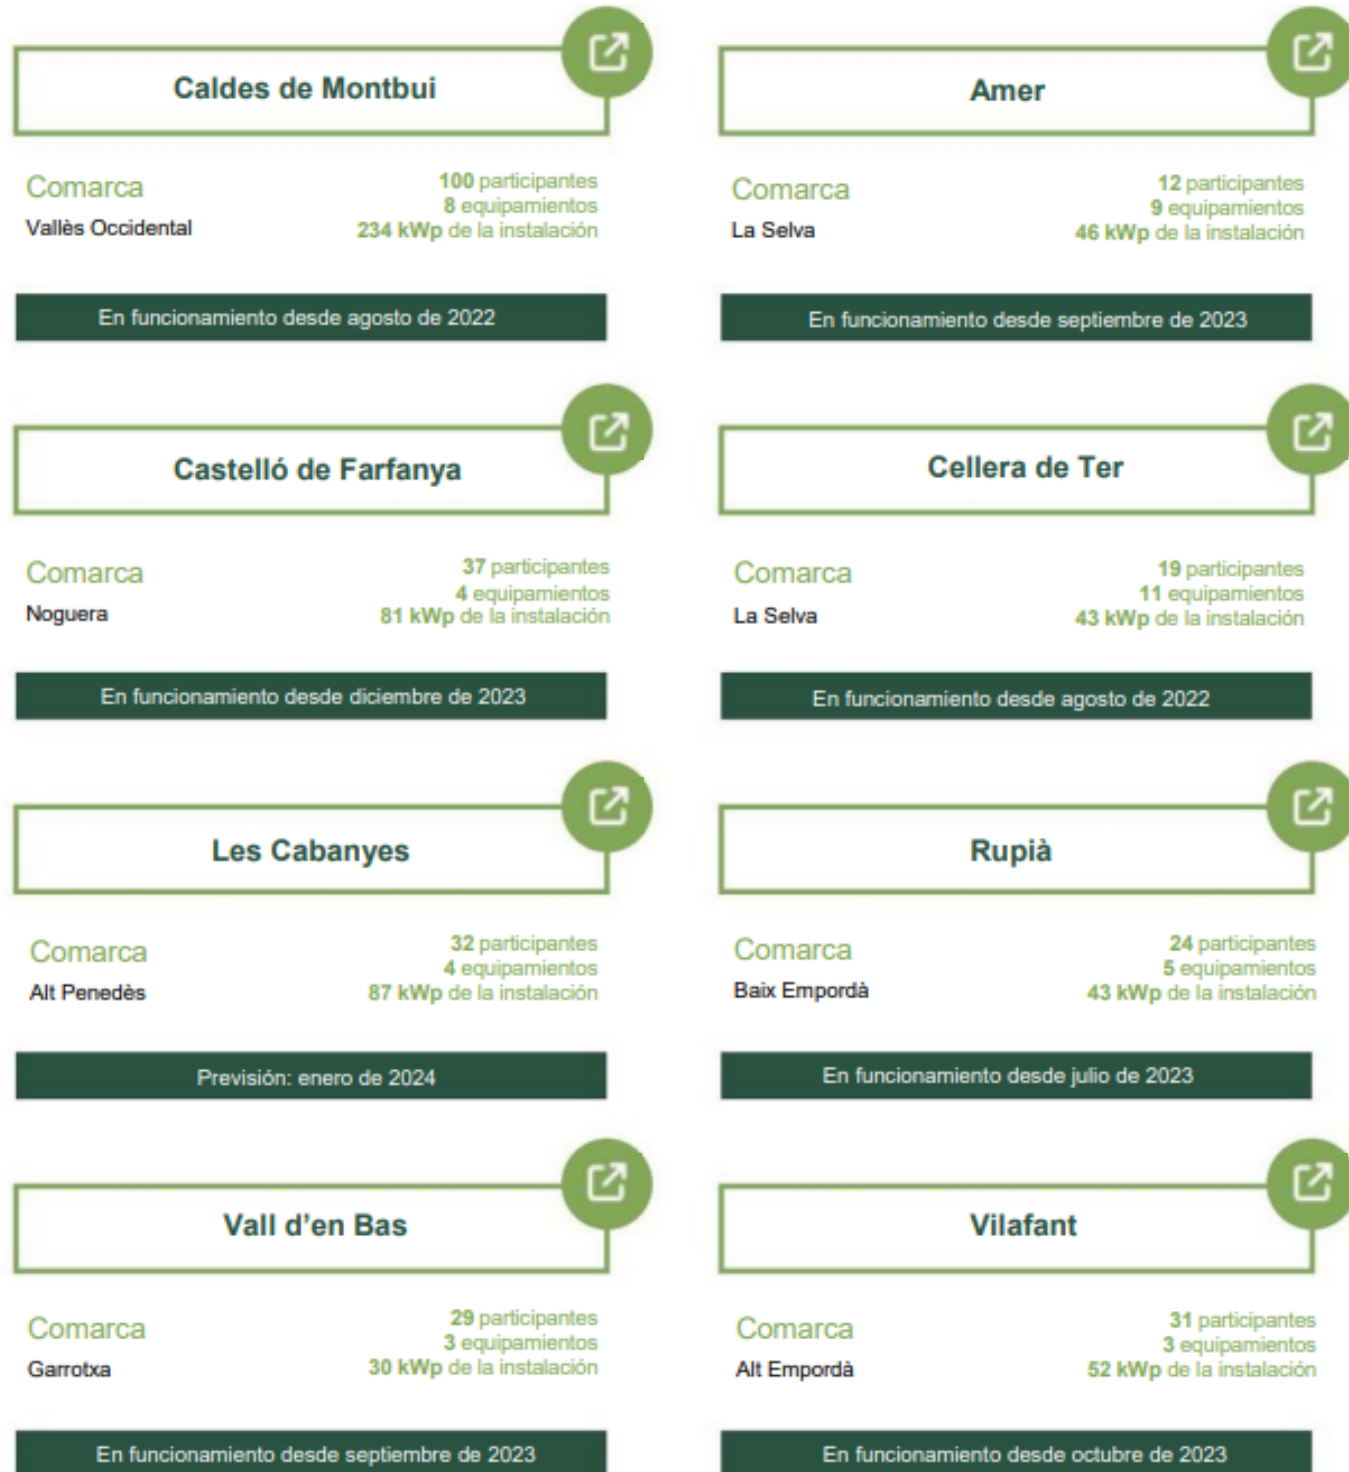 Caldes de Montbui
Comarca
Vallès Occidental
100 participantes
8 equipamientos
234 kWp de la instalación
En funcionamiento desde agosto de 2022
Amer
Comarca
La Selva
12 participantes
9 equipamientos
46 kWp de la instalación
En funcionamiento desde septiembre de 2023
Castelló de Farfanya
Comarca
Noguera
37 participantes
4 equipamientos
81 kWp de la instalación
En funcionamiento desde diciembre de 2023
Cellera de Ter
Comarca
La Selva
19 participantes
11 equipamientos
43 kWp de la instalación
En funcionamiento desde agosto de 2022
Les Cabanyes
Comarca
Alt Penedès
32 participantes
4 equipamientos
87 kWp de la instalación
Previsión: enero de 2024
Rupià
Comarca
Baix Empordà
24 participantes
5 equipamientos
43 kWp de la instalación
En funcionamiento desde julio de 2023
Vall d’en Bas
Comarca
Garrotxa
29 participantes
3 equipamientos
30 kWp de la instalación
En funcionamiento desde septiembre de 2023
Vilafant
Comarca
Alt Empordà
31 participantes
3 equipamientos
52 kWp de la instalación
En funcionamiento desde octubre de 2023